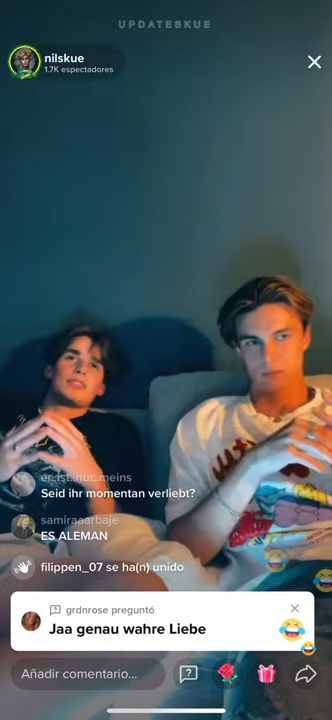 UPDATESKUE
nilskue
1.7K espectadores
er..ist..nur..meins
Seid ihr momentan verliebt?
samiraaarbaje
ES ALEMAN
filippen_07 se ha(n) unido
grdnrose preguntó
Jaa genau wahre Liebe
Añadir comentario...